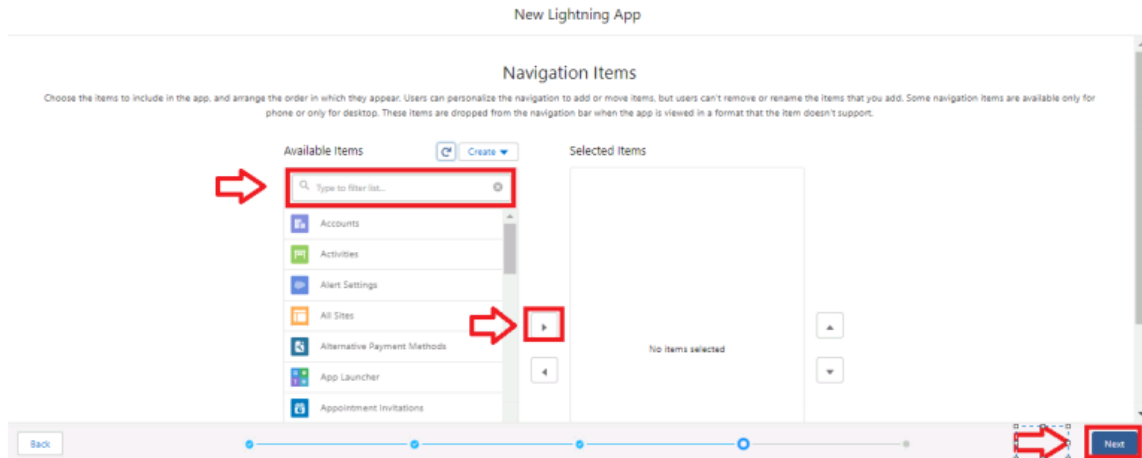 New Lightning App
Navigation Items
Choose the items to include in the app, and arrange the order in which they appear. Users can personalize the navigation to add or move items, but users can't remove or rename the items that you add. Some navigation items are available only for
phone or only for desktop. These items are dropped from the navigation bar when the app is viewed in a format that the item doesn't support.
Available Items
Create
Selected Items
Type to filter list...
Accounts
Activities
Alert Settings
All Sites
Alternative Payment Methods
No items selected
App Launcher
Appointment Invitations
Back
Next